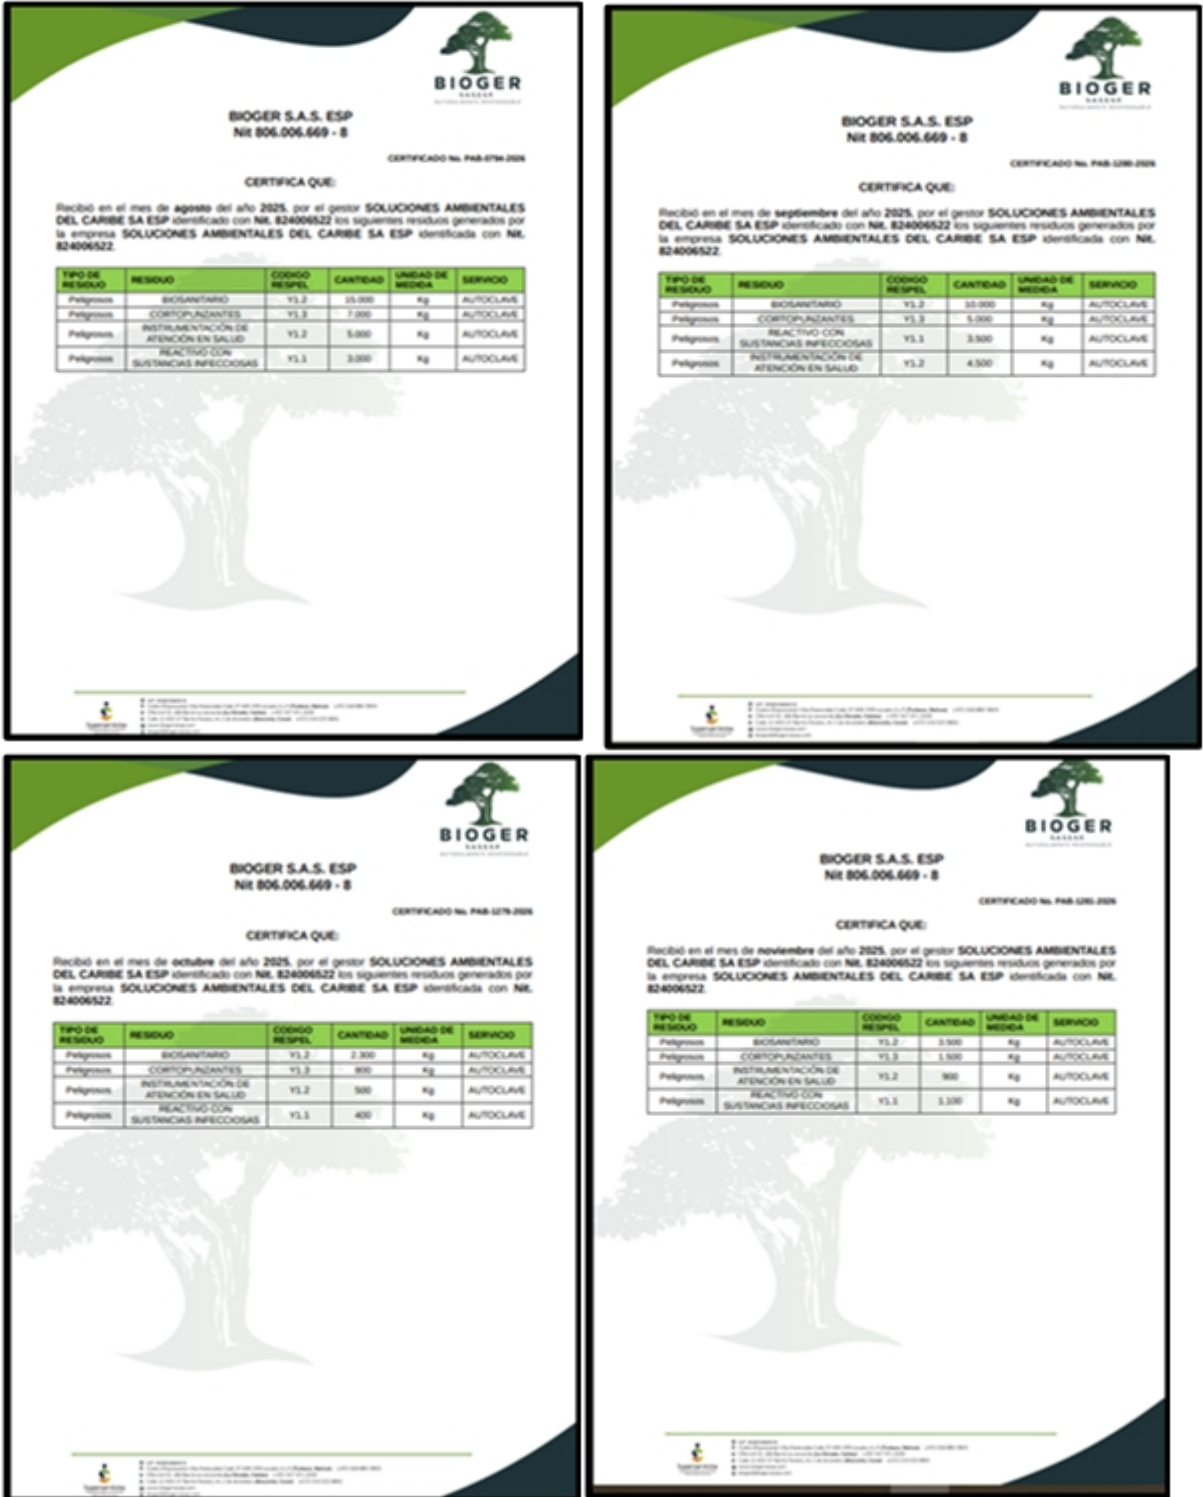 BIOGER
S.A.S E.S.P
BIOGER S.A.S. ESP
Nit 806.006.669 - 8
CERTIFICADO No. PAB-0794-2026
CERTIFICA QUE:
Recibió en el mes de agosto del año 2025, por el gestor SOLUCIONES AMBIENTALES
DEL CARIBE SA ESP identificado con Nit. 824006522 los siguientes residuos generados por
la empresa SOLUCIONES AMBIENTALES DEL CARIBE SA ESP identificada con Nit.
824006522.
TIPO DE RESIDUO RESIDUO CODIGO RESPEL CANTIDAD UNIDAD DE MEDIDA SERVICIO
Peligrosos BIOSANITARIO Y1.2 15.000 Kg AUTOCLAVE
Peligrosos CORTOPUNZANTES Y1.3 7.000 Kg AUTOCLAVE
Peligrosos INSTRUMENTACIÓN DE ATENCIÓN EN SALUD Y1.2 5.000 Kg AUTOCLAVE
Peligrosos REACTIVO CON SUSTANCIAS INFECCIOSAS Y1.1 3.000 Kg AUTOCLAVE
BIOGER
BIOGER S.A.S. ESP
Nit 806.006.669 - 8
CERTIFICADO No. PAB-1280-2026
CERTIFICA QUE:
Recibió en el mes de septiembre del año 2025, por el gestor SOLUCIONES AMBIENTALES
DEL CARIBE SA ESP identificado con Nit. 824006522 los siguientes residuos generados por
la empresa SOLUCIONES AMBIENTALES DEL CARIBE SA ESP identificada con Nit.
824006522.
TIPO DE RESIDUO RESIDUO CODIGO RESPEL CANTIDAD UNIDAD DE MEDIDA SERVICIO
Peligrosos BIOSANITARIO Y1.2 10.000 Kg AUTOCLAVE
Peligrosos CORTOPUNZANTES Y1.3 5.000 Kg AUTOCLAVE
Peligrosos REACTIVO CON SUSTANCIAS INFECCIOSAS Y1.1 3.500 Kg AUTOCLAVE
Peligrosos INSTRUMENTACIÓN DE ATENCIÓN EN SALUD Y1.2 4.500 Kg AUTOCLAVE
BIOGER
BIOGER S.A.S. ESP
Nit 806.006.669 - 8
CERTIFICADO No. PAB-1279-2026
CERTIFICA QUE:
Recibió en el mes de octubre del año 2025, por el gestor SOLUCIONES AMBIENTALES
DEL CARIBE SA ESP identificado con Nit. 824006522 los siguientes residuos generados por
la empresa SOLUCIONES AMBIENTALES DEL CARIBE SA ESP identificada con Nit.
824006522.
TIPO DE RESIDUO RESIDUO CODIGO RESPEL CANTIDAD UNIDAD DE MEDIDA SERVICIO
Peligrosos BIOSANITARIO Y1.2 2.300 Kg AUTOCLAVE
Peligrosos CORTOPUNZANTES Y1.3 800 Kg AUTOCLAVE
Peligrosos INSTRUMENTACIÓN DE ATENCIÓN EN SALUD Y1.2 500 Kg AUTOCLAVE
Peligrosos REACTIVO CON SUSTANCIAS INFECCIOSAS Y1.1 400 Kg AUTOCLAVE
BIOGER
BIOGER S.A.S. ESP
Nit 806.006.669 - 8
CERTIFICADO No. PAB-1281-2026
CERTIFICA QUE:
Recibió en el mes de noviembre del año 2025, por el gestor SOLUCIONES AMBIENTALES
DEL CARIBE SA ESP identificado con Nit. 824006522 los siguientes residuos generados por
la empresa SOLUCIONES AMBIENTALES DEL CARIBE SA ESP identificada con Nit.
824006522.
TIPO DE RESIDUO RESIDUO CODIGO RESPEL CANTIDAD UNIDAD DE MEDIDA SERVICIO
Peligrosos BIOSANITARIO Y1.2 3.500 Kg AUTOCLAVE
Peligrosos CORTOPUNZANTES Y1.3 1.500 Kg AUTOCLAVE
Peligrosos INSTRUMENTACIÓN DE ATENCIÓN EN SALUD Y1.2 900 Kg AUTOCLAVE
Peligrosos REACTIVO CON SUSTANCIAS INFECCIOSAS Y1.1 1.100 Kg AUTOCLAVE